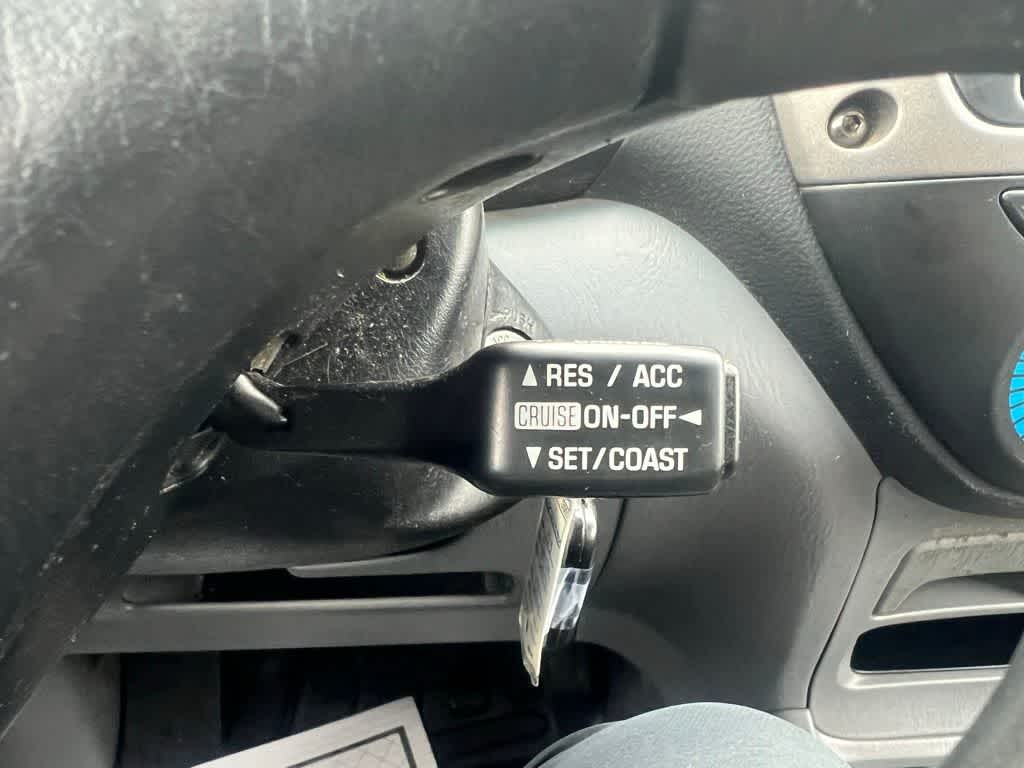 ▲ RES / ACC
CRUISE ON-OFF ◀
▼ SET/COAST